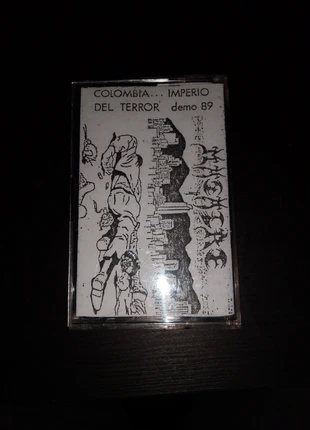 COLOMBIA... IMPERIO
DEL TERROR demo 89